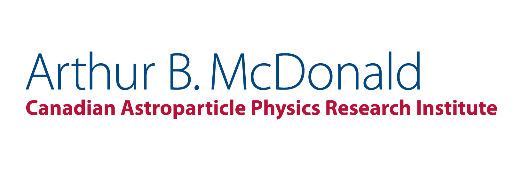 Arthur B. McDonald
Canadian Astroparticle Physics Research Institute